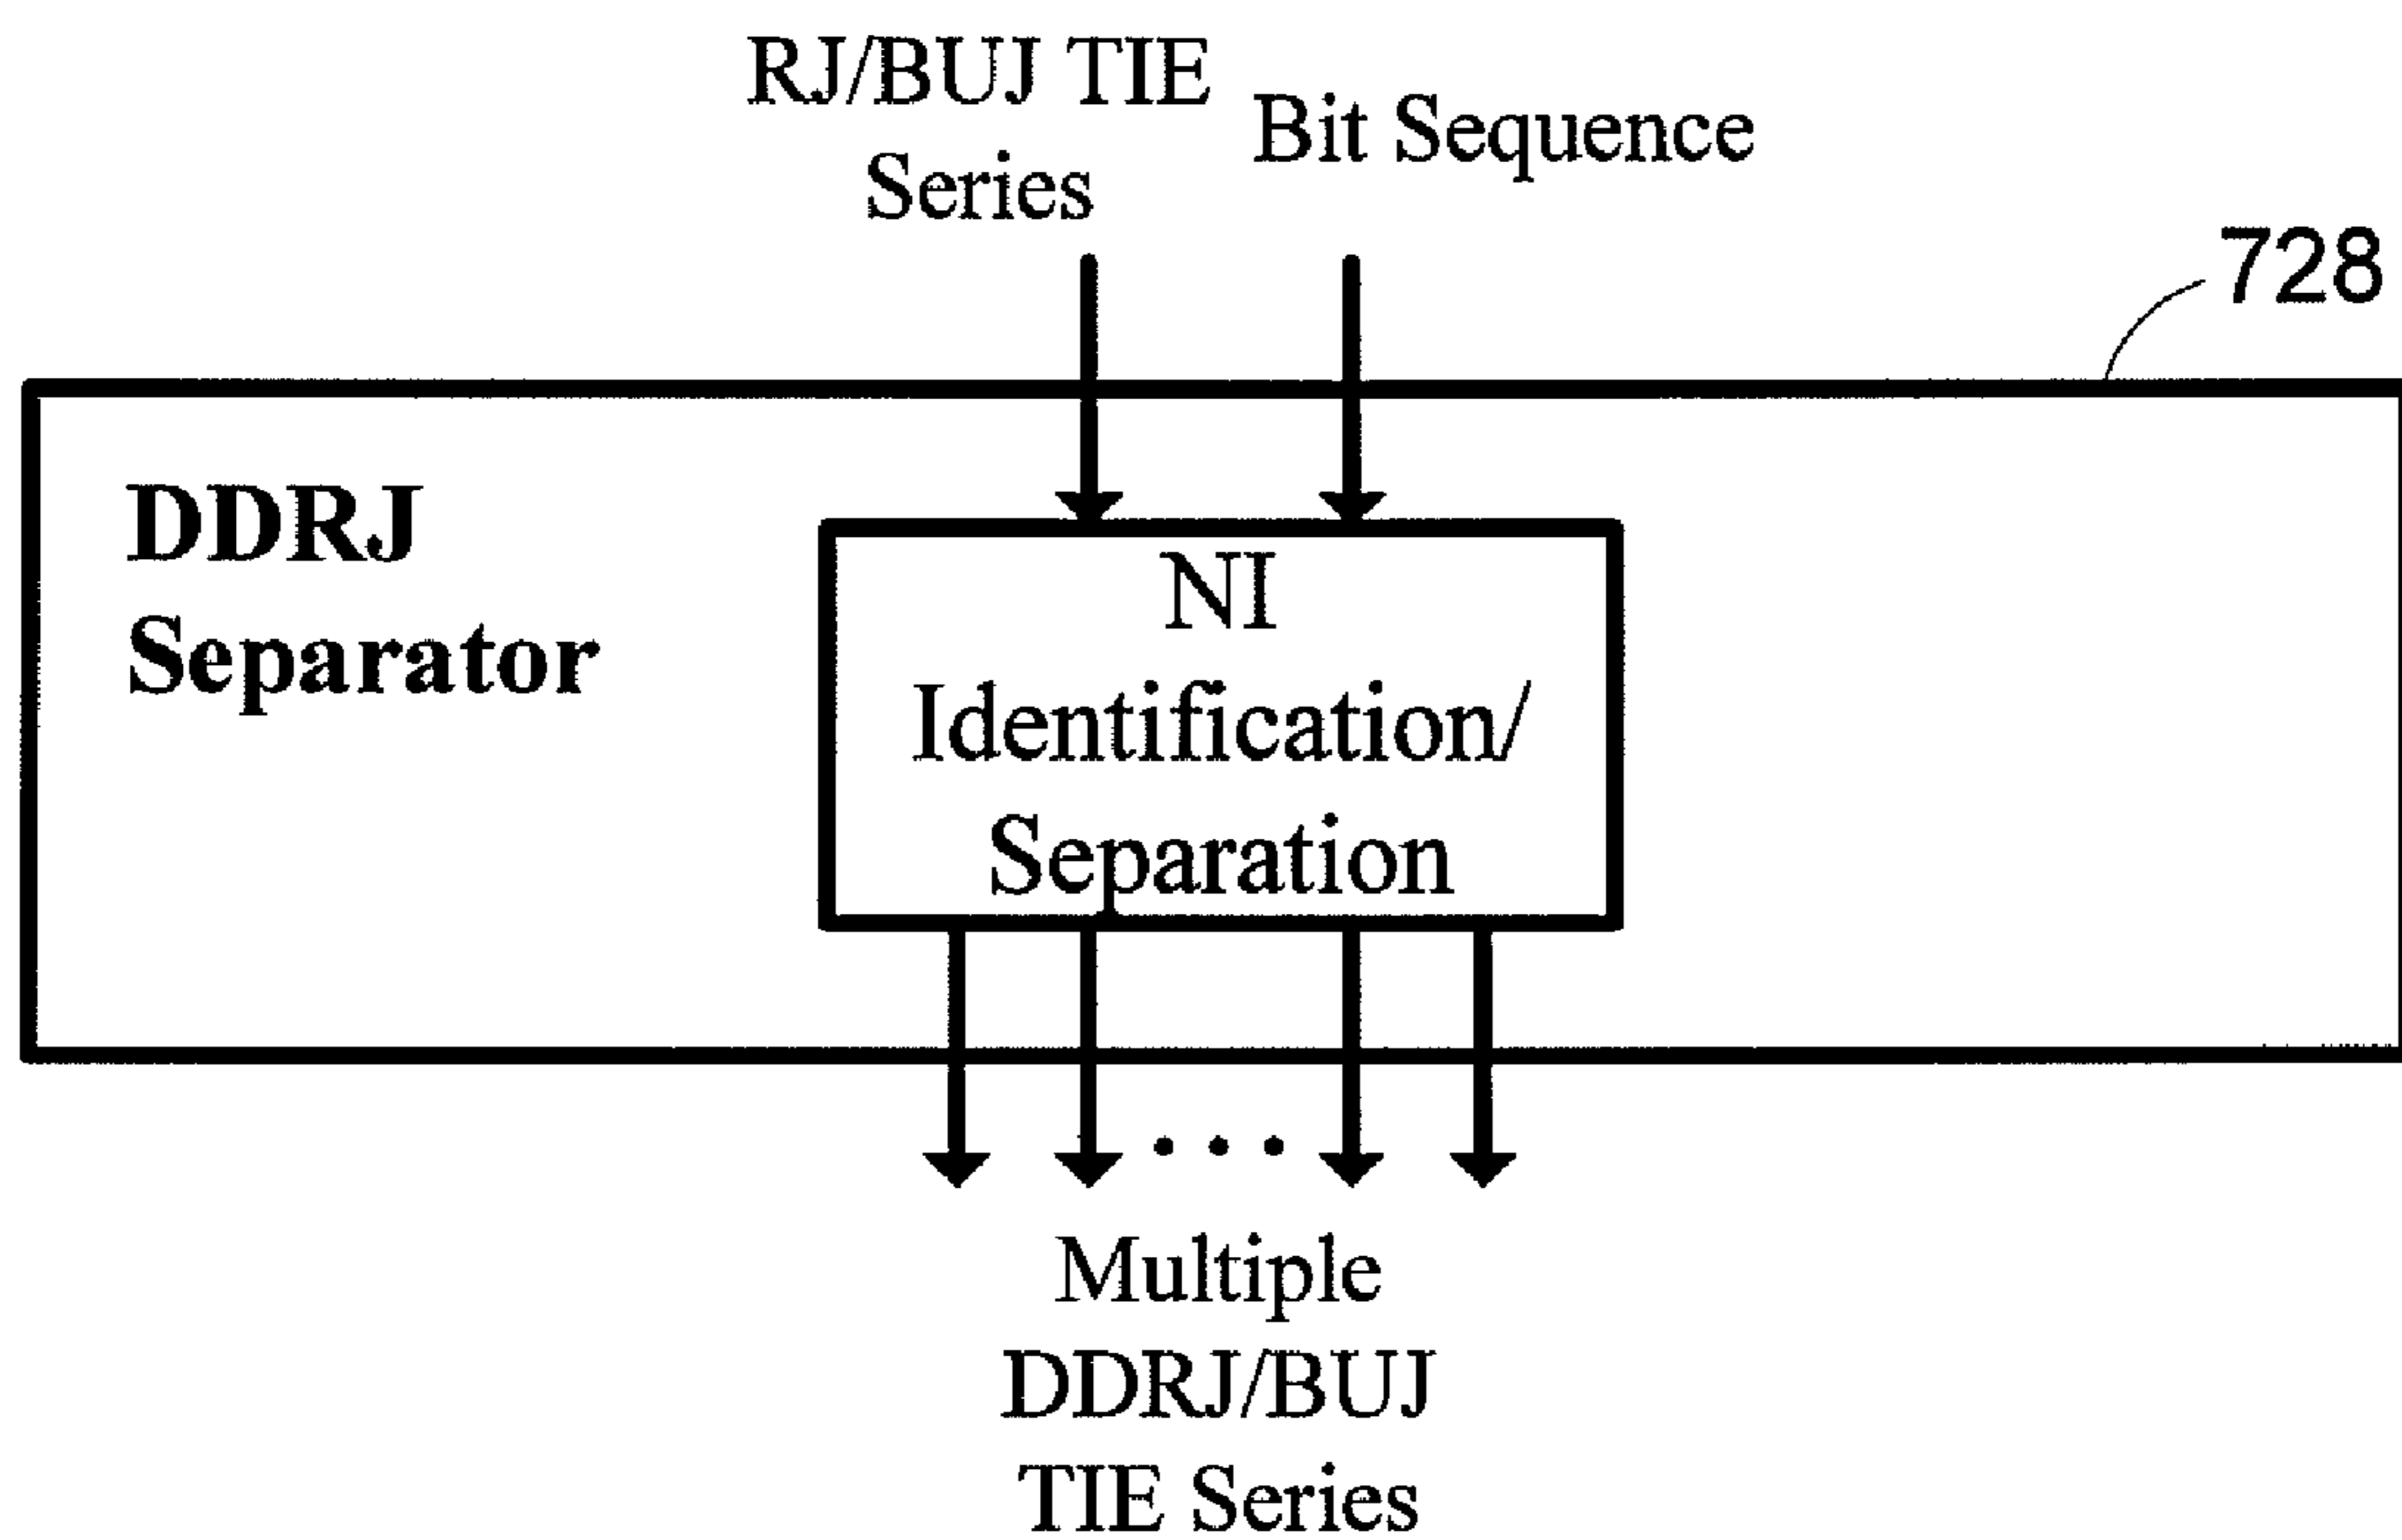 RJ/BUJ TIE
Series
Bit Sequence
728
DDRJ
Separator
NI
Identification/
Separation
...
Multiple
DDRJ/BUJ
TIE Series